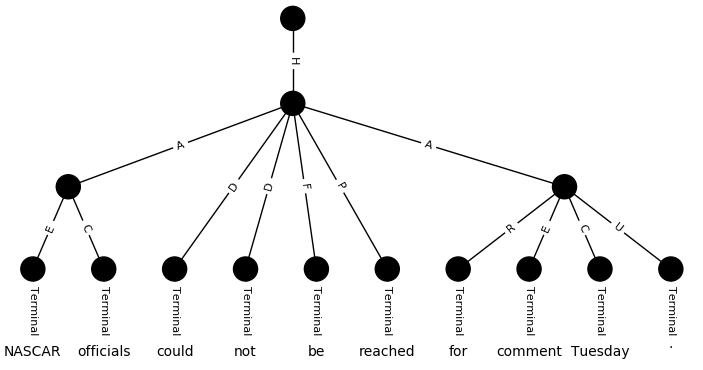 H
A D D F P A
E C R E C U
Terminal Terminal Terminal Terminal Terminal Terminal Terminal Terminal Terminal Terminal
NASCAR officials could not be reached for comment Tuesday .